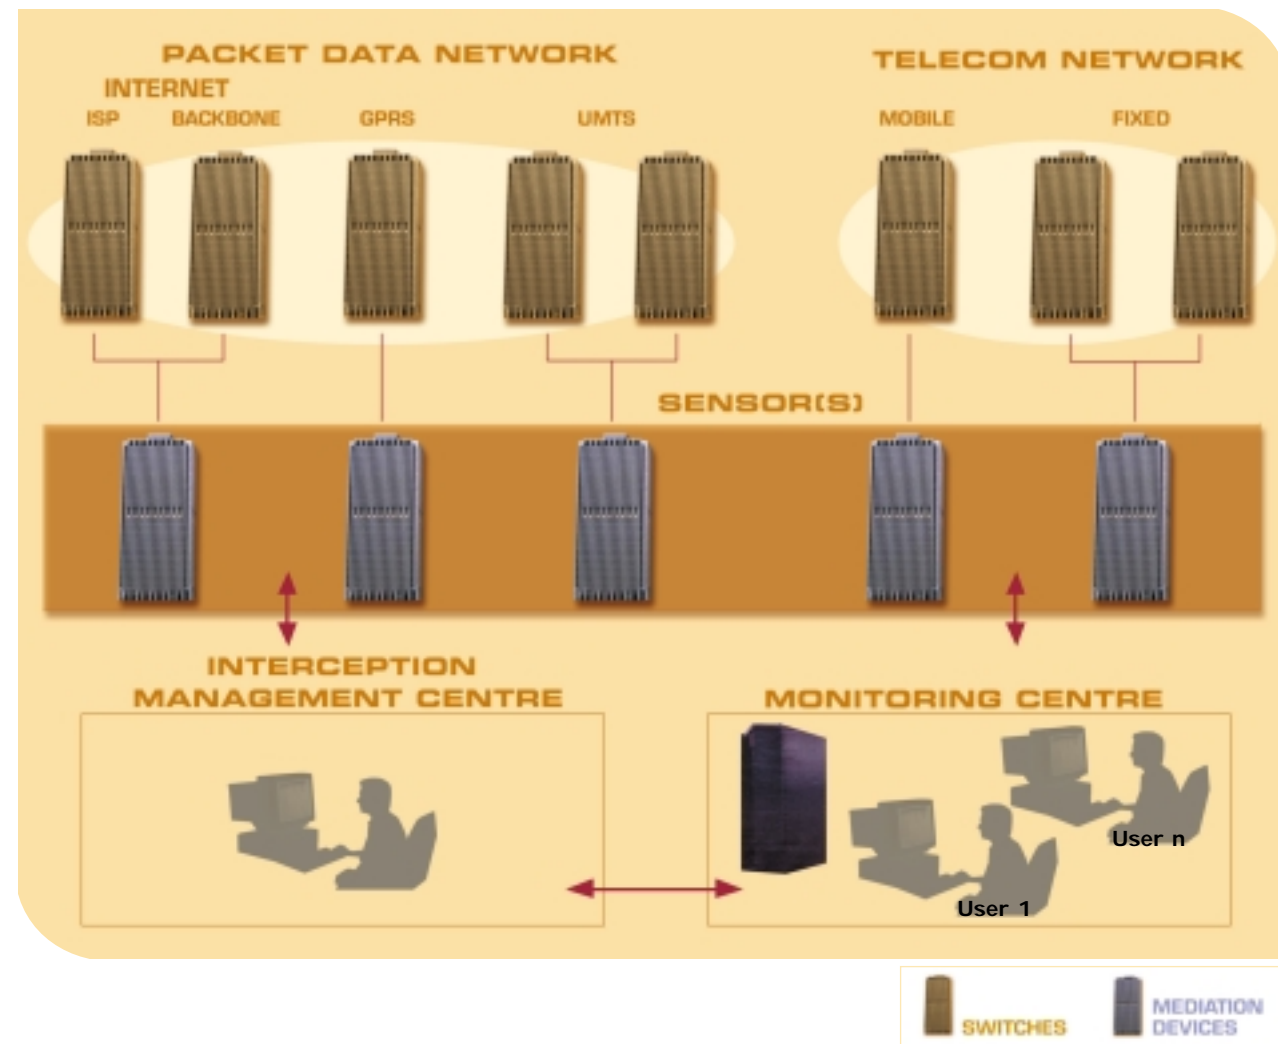 PACKET DATA NETWORK
TELECOM NETWORK
INTERNET
ISP BACKBONE GPRS UMTS MOBILE FIXED
SENSOR(S)
INTERCEPTION
MANAGEMENT CENTRE
MONITORING CENTRE
User n
User 1
SWITCHES
MEDIATION
DEVICES